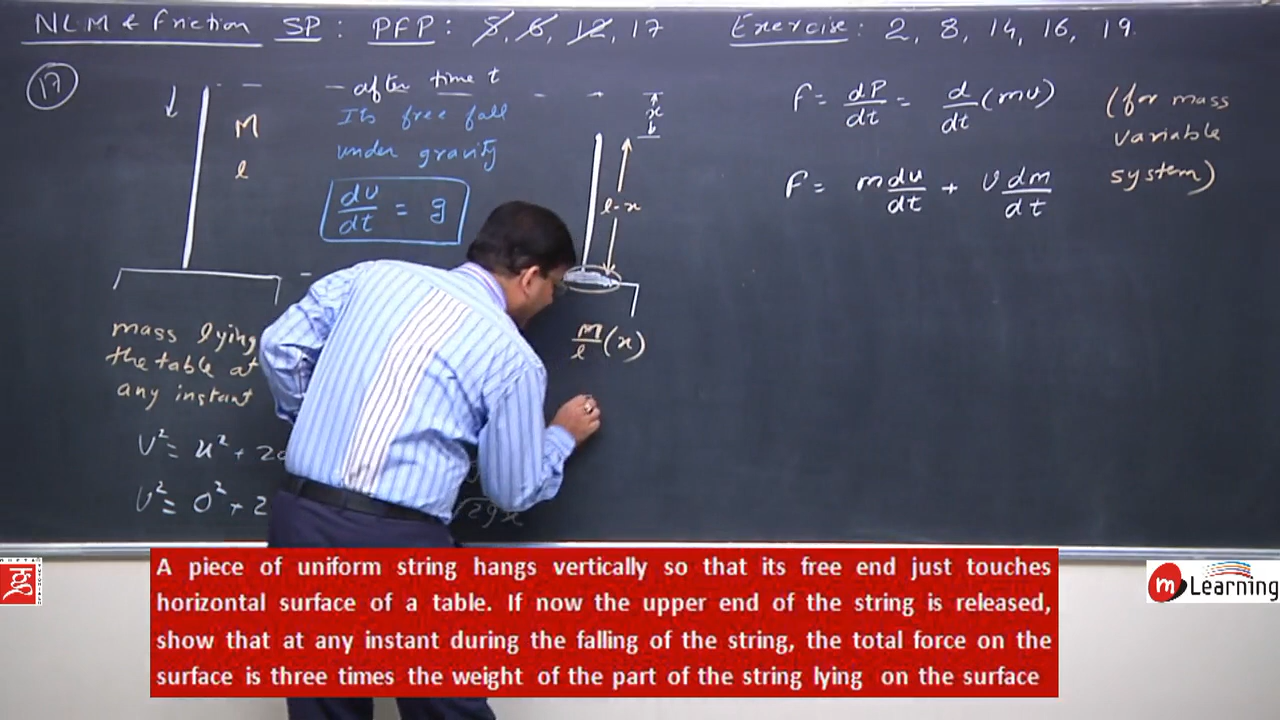 NLM & Friction SP : PFP : 5, 6, 12, 17 Exercise : 2, 8, 14, 16, 19
17
M
l
after time t
Its free fall
under gravity
dv/dt = g
x
l-x
M/l (x)
F = dP/dt = d/dt (mv) (for mass
variable
system)
F = m dv/dt + v dm/dt
mass lying
the table at
any instant
v² = u² + 2
v² = 0² + 2
√2gx
A piece of uniform string hangs vertically so that its free end just touches
horizontal surface of a table. If now the upper end of the string is released,
show that at any instant during the falling of the string, the total force on the
surface is three times the weight of the part of the string lying on the surface
m Learning